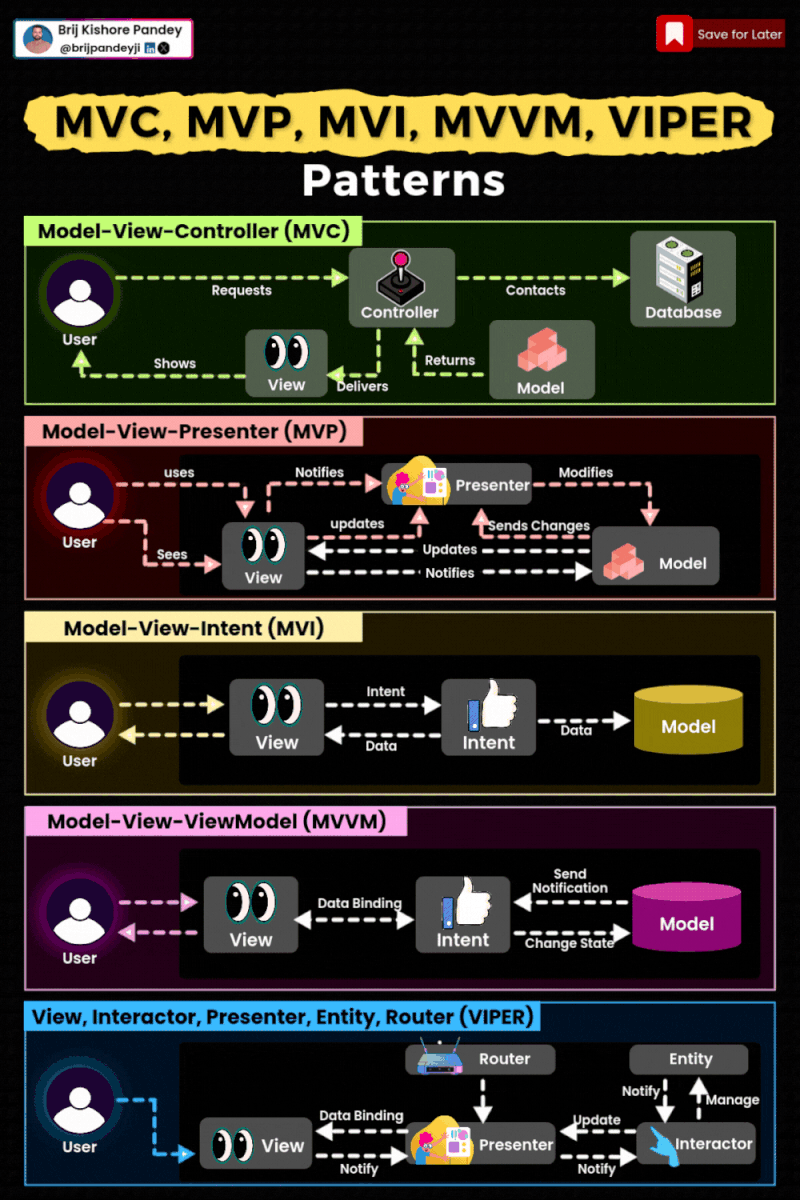 Brij Kishore Pandey
@brijpandeyji in X
Save for Later
MVC, MVP, MVI, MVVM, VIPER
Patterns
Model-View-Controller (MVC)
User
Requests
Controller
Contacts
Database
Shows
View
Delivers
Returns
Model
Model-View-Presenter (MVP)
User
uses
Sees
Notifies
Presenter
Modifies
updates
Sends Changes
View
Updates
Notifies
Model
Model-View-Intent (MVI)
User
View
Intent
Data
Intent
Data
Model
Model-View-ViewModel (MVVM)
User
View
Data Binding
Intent
Send
Notification
Change State
Model
View, Interactor, Presenter, Entity, Router (VIPER)
User
Router
Entity
Notify
Manage
View
Data Binding
Notify
Presenter
Update
Notify
Interactor